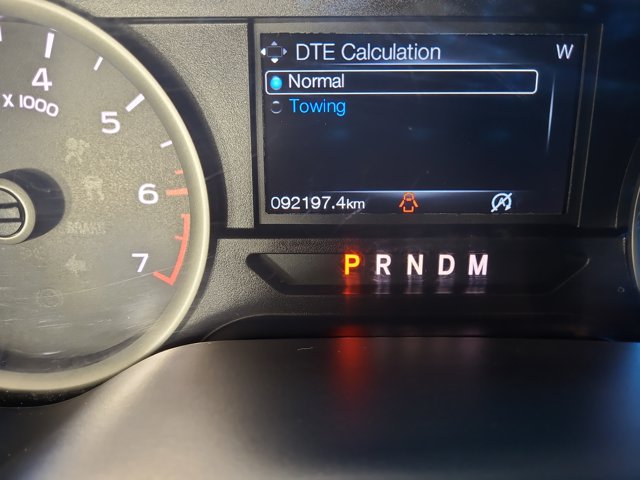 DTE Calculation W
Normal
Towing
092197.4km
P R N D M
4
X 1000
5
6
7